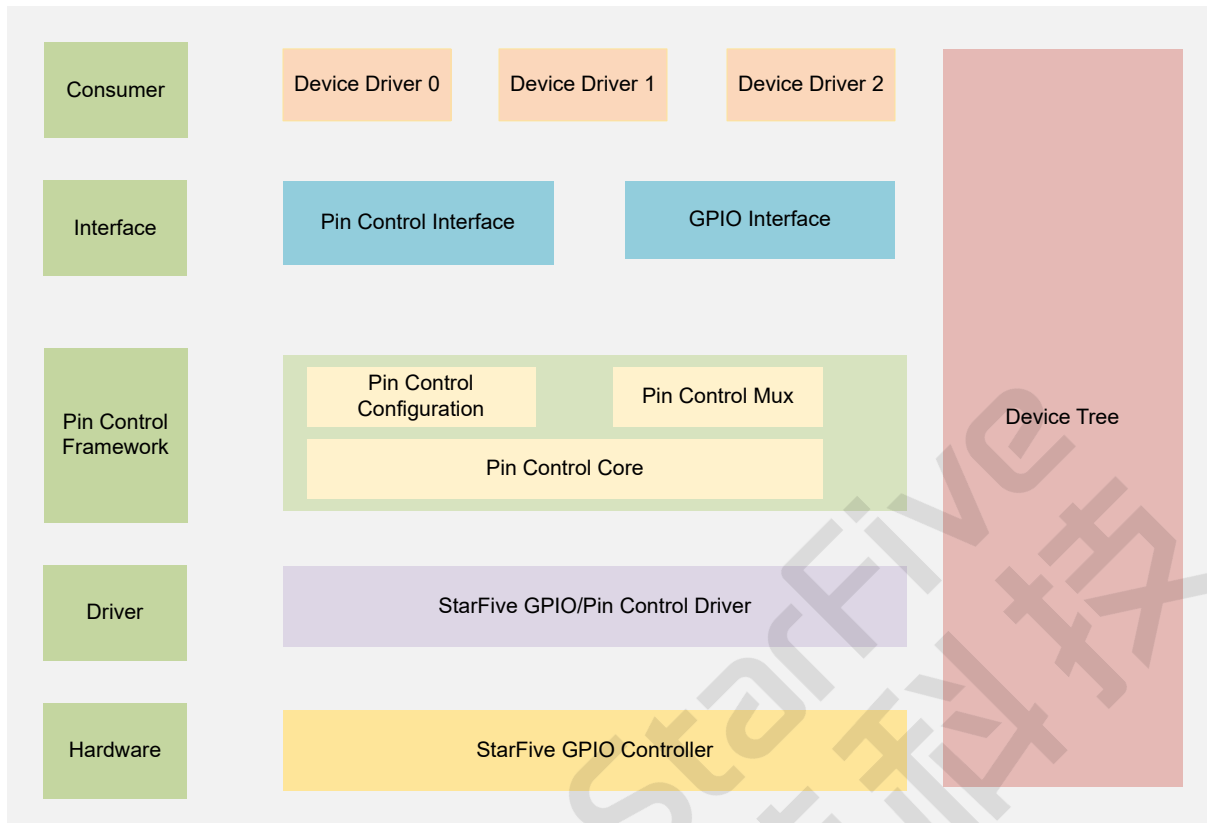 Consumer
Device Driver 0
Device Driver 1
Device Driver 2
Interface
Pin Control Interface
GPIO Interface
Pin Control
Framework
Pin Control
Configuration
Pin Control Mux
Pin Control Core
Device Tree
Driver
StarFive GPIO/Pin Control Driver
Hardware
StarFive GPIO Controller
StarFive
科技